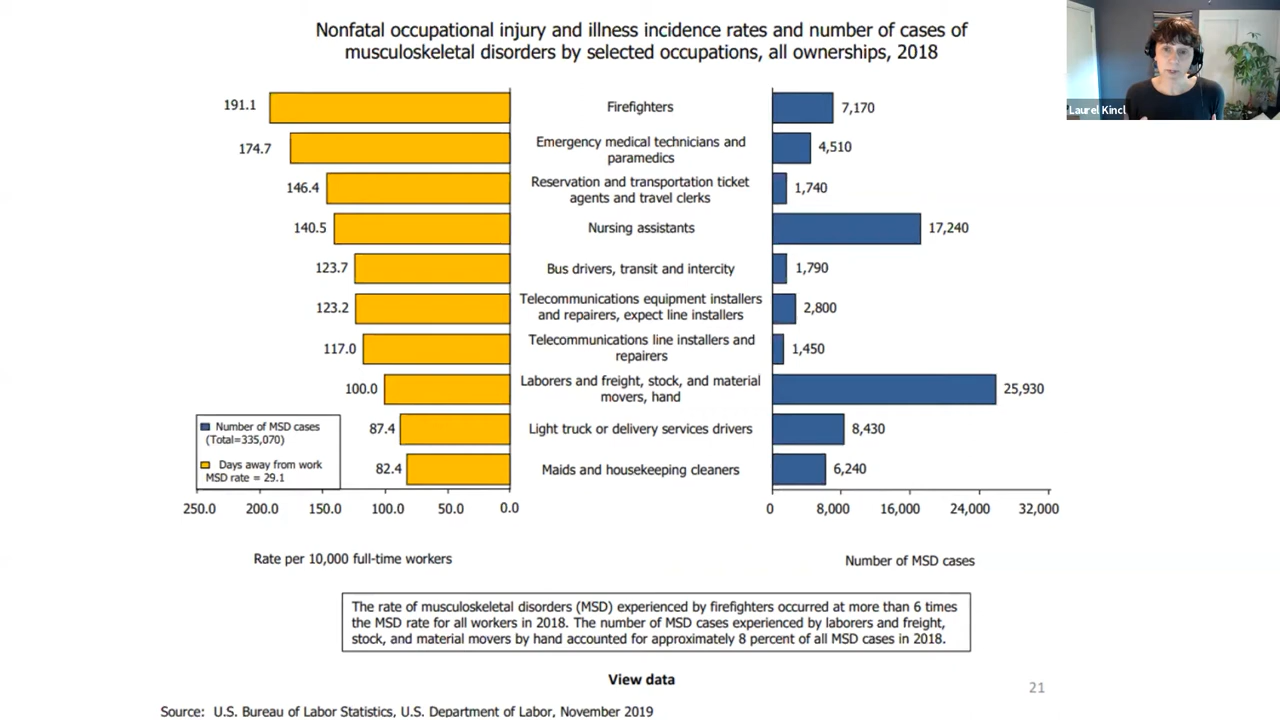 Nonfatal occupational injury and illness incidence rates and number of cases of
musculoskeletal disorders by selected occupations, all ownerships, 2018
Laurel Kincl
191.1
Firefighters
7,170
174.7
Emergency medical technicians and
paramedics
4,510
146.4
Reservation and transportation ticket
agents and travel clerks
1,740
140.5
Nursing assistants
17,240
123.7
Bus drivers, transit and intercity
1,790
123.2
Telecommunications equipment installers
and repairers, expect line installers
2,800
117.0
Telecommunications line installers and
repairers
1,450
100.0
Laborers and freight, stock, and material
movers, hand
25,930
87.4
Light truck or delivery services drivers
8,430
82.4
Maids and housekeeping cleaners
6,240
Number of MSD cases
(Total=335,070)
Days away from work
MSD rate = 29.1
250.0 200.0 150.0 100.0 50.0 0.0
0 8,000 16,000 24,000 32,000
Rate per 10,000 full-time workers
Number of MSD cases
The rate of musculoskeletal disorders (MSD) experienced by firefighters occurred at more than 6 times
the MSD rate for all workers in 2018. The number of MSD cases experienced by laborers and freight,
stock, and material movers by hand accounted for approximately 8 percent of all MSD cases in 2018.
View data
21
Source: U.S. Bureau of Labor Statistics, U.S. Department of Labor, November 2019